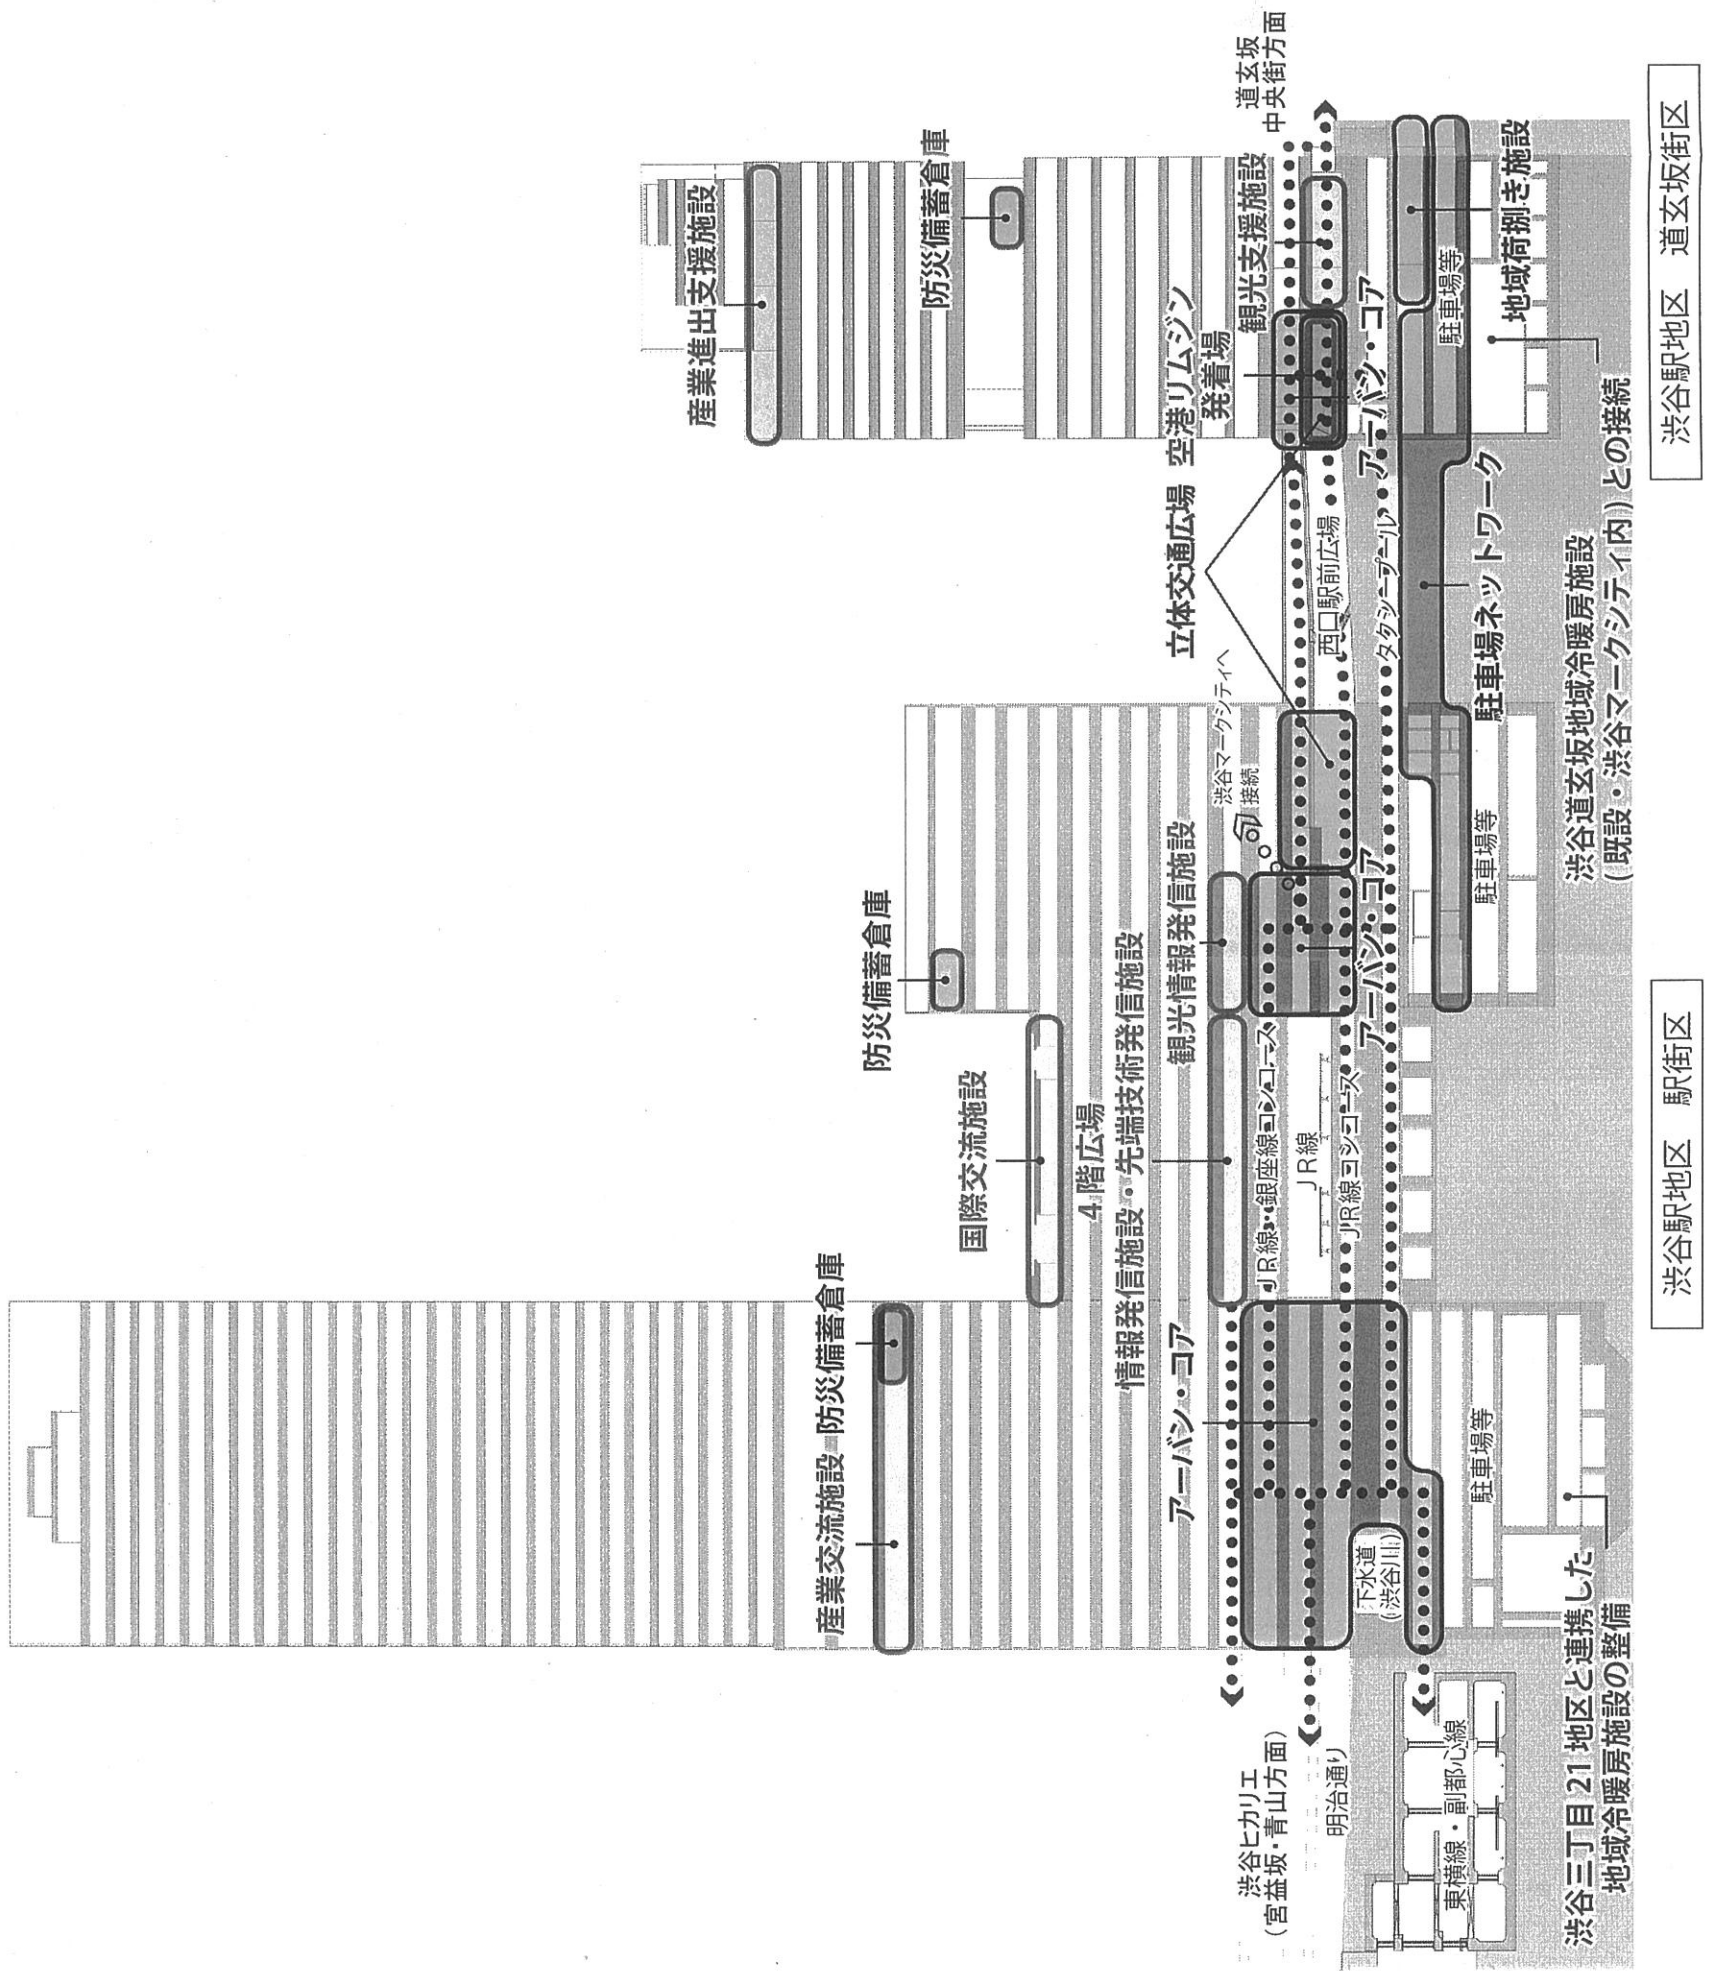 産業交流施設
防災備蓄倉庫
国際交流施設
4階広場
防災備蓄倉庫
産業進出支援施設
防災備蓄倉庫
情報発信施設・先端技術発信施設
観光情報発信施設
渋谷マークシティへ
接続
立体交通広場
空港リムジン
発着場
観光支援施設
道玄坂
中央街方面
アーバン・コア
JR線・銀座線コンコース
JR線
JR線コンコース
アーバン・コア
西口駅前広場
タクシープール
アーバン・コア
渋谷ヒカリエ
(宮益坂・青山方面)
明治通り
下水道
(渋谷川)
東横線・副都心線
駐車場等
駐車場等
駐車場等
駐車場ネットワーク
地域荷捌き施設
渋谷三丁目21地区と連携した
地域冷暖房施設の整備
渋谷道玄坂地域冷暖房施設
(既設・渋谷マークシティ内)との接続
渋谷駅地区 駅街区
渋谷駅地区 道玄坂街区